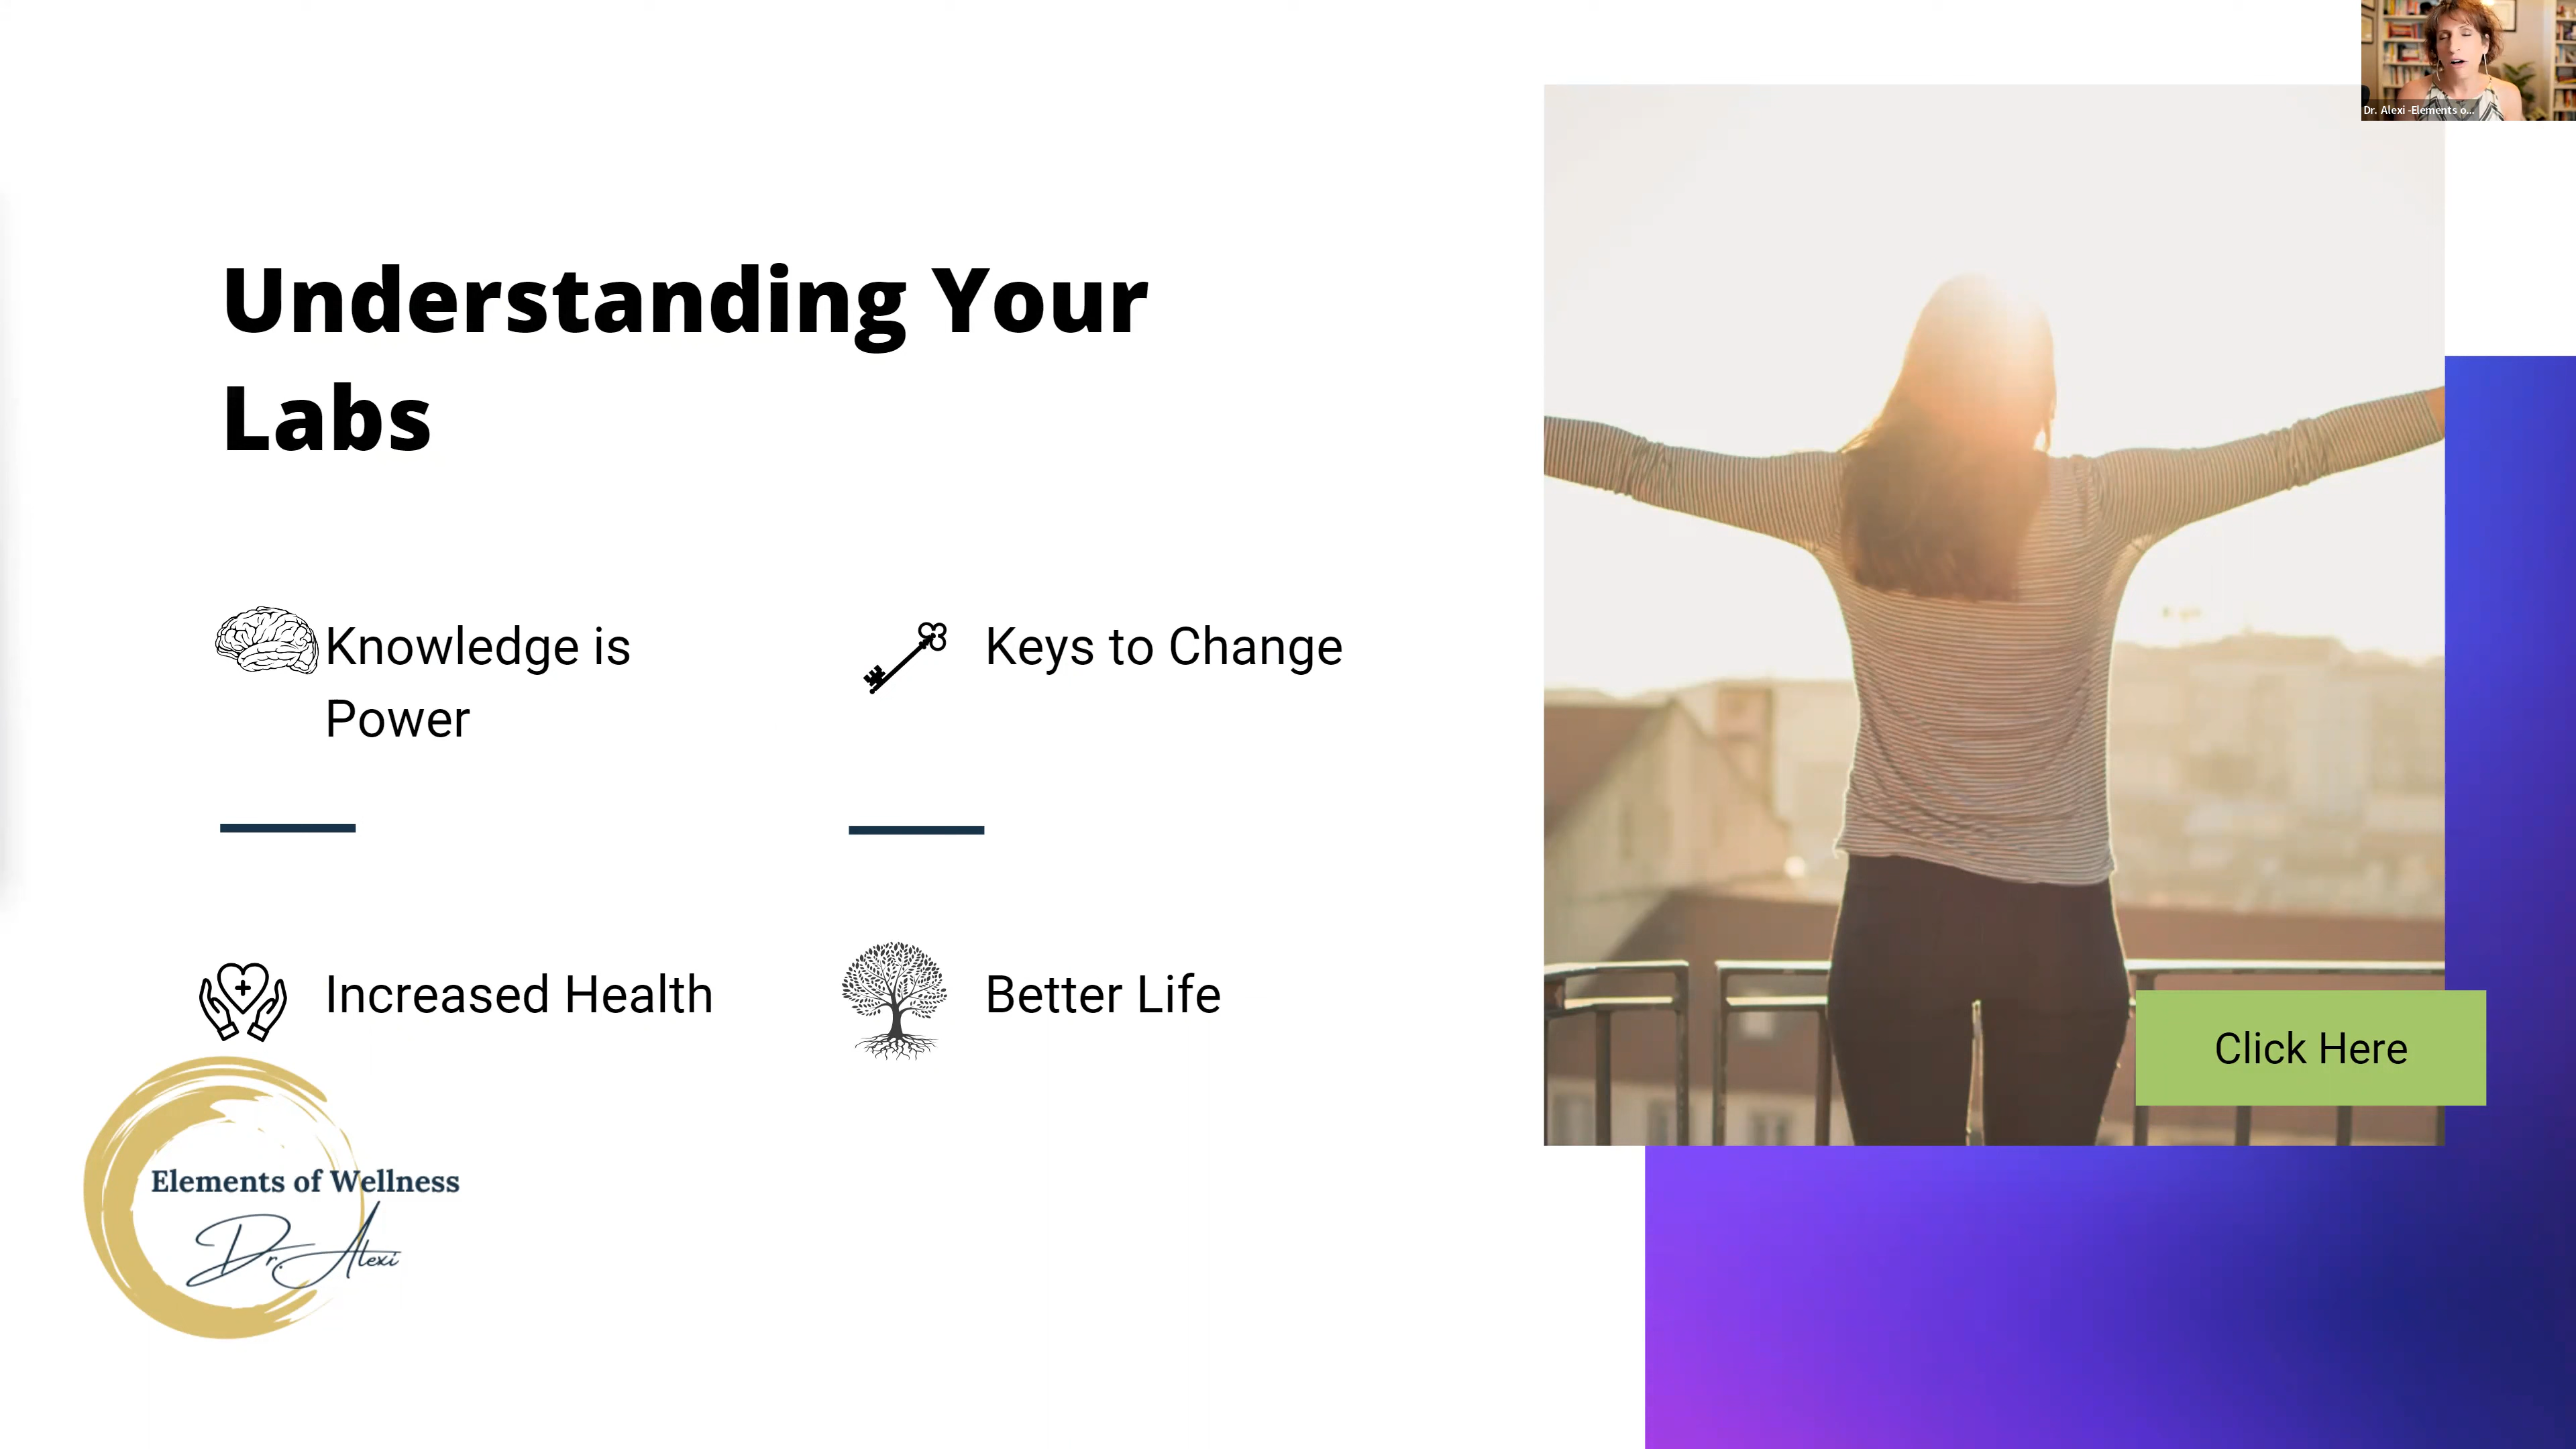 Dr. Alexi -Elements o...
Understanding Your
Labs
Knowledge is
Power
Keys to Change
Increased Health
Better Life
Click Here
Elements of Wellness
Dr. Alexi